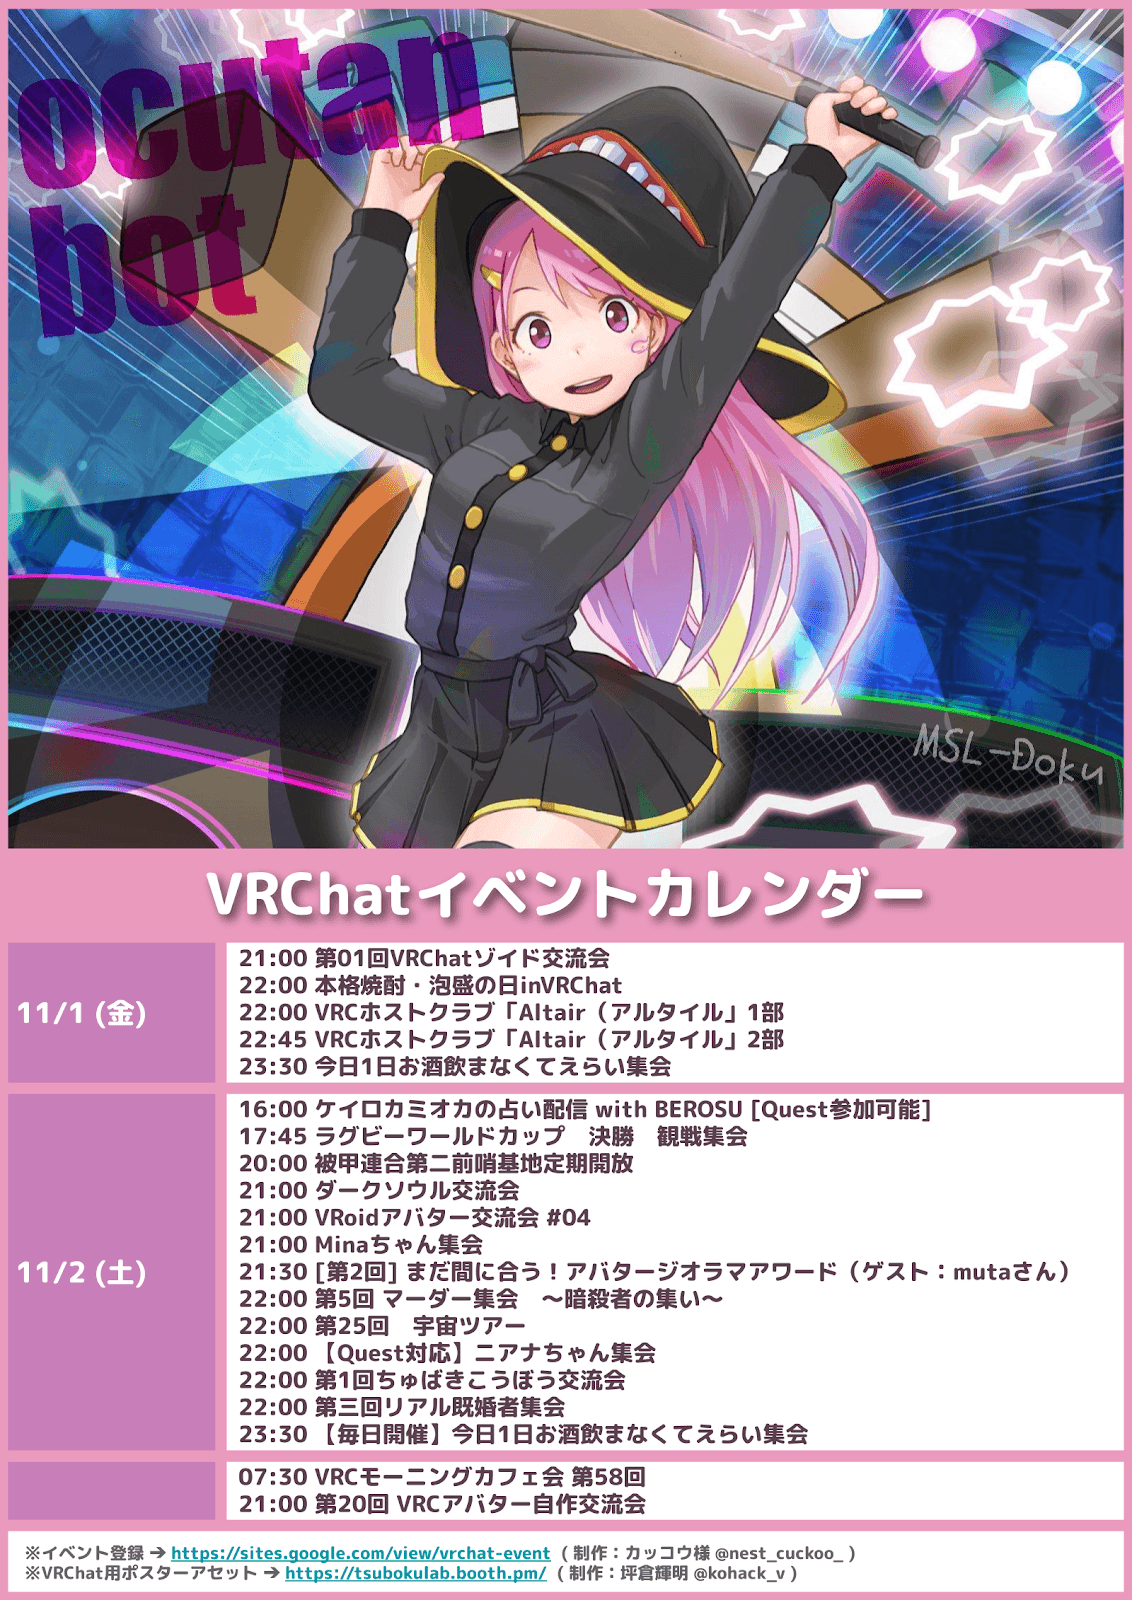 ocutan
bot
MSL-Doku
VRChatイベントカレンダー
11/1 (金)
21:00 第01回VRChatゾイド交流会
22:00 本格焼酎・泡盛の日inVRChat
22:00 VRCホストクラブ「Altair（アルタイル」1部
22:45 VRCホストクラブ「Altair（アルタイル」2部
23:30 今日1日お酒飲まなくてえらい集会
11/2 (土)
16:00 ケイロカミオカの占い配信 with BEROSU [Quest参加可能]
17:45 ラグビーワールドカップ　決勝　観戦集会
20:00 被甲連合第二前哨基地定期開放
21:00 ダークソウル交流会
21:00 VRoidアバター交流会 #04
21:00 Minaちゃん集会
21:30 [第2回] まだ間に合う！アバタージオラマアワード（ゲスト：mutaさん）
22:00 第5回 マーダー集会　～暗殺者の集い～
22:00 第25回　宇宙ツアー
22:00 【Quest対応】ニアナちゃん集会
22:00 第1回ちゅばきこうぼう交流会
22:00 第三回リアル既婚者集会
23:30 【毎日開催】今日1日お酒飲まなくてえらい集会
07:30 VRCモーニングカフェ会 第58回
21:00 第20回 VRCアバター自作交流会
※イベント登録 → https://sites.google.com/view/vrchat-event （制作：カッコウ様 @nest_cuckoo_）
※VRChat用ポスターアセット → https://tsubokulab.booth.pm/ （制作：坪倉輝明 @kohack_v）